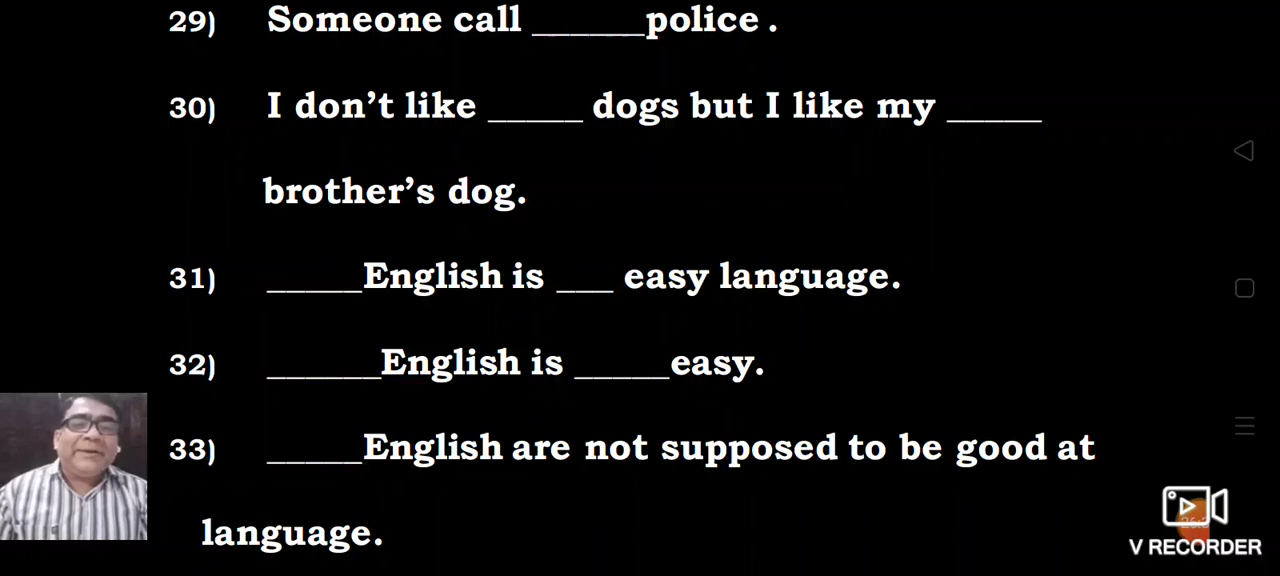 29) Someone call ______police .
30) I don’t like _____ dogs but I like my _____
brother’s dog.
31) _____English is ___ easy language.
32) ______English is _____easy.
33) _____English are not supposed to be good at
language.
V RECORDER